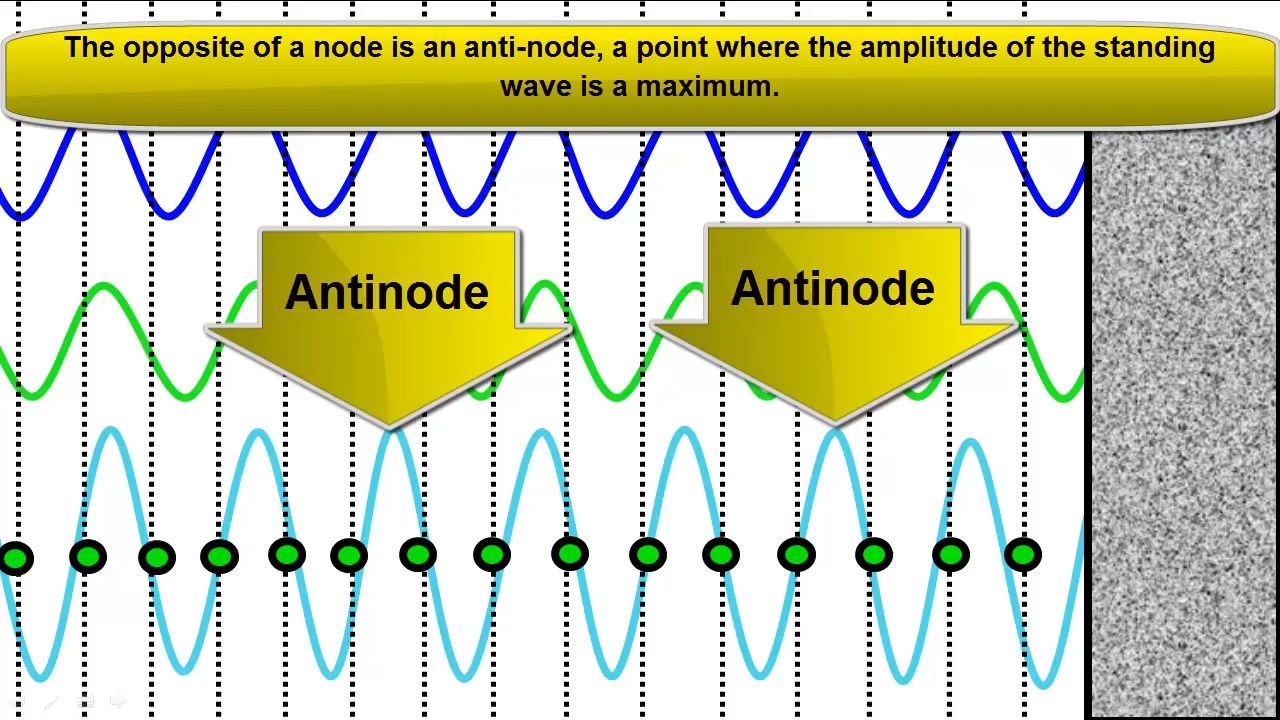 The opposite of a node is an anti-node, a point where the amplitude of the standing
wave is a maximum.
Antinode
Antinode